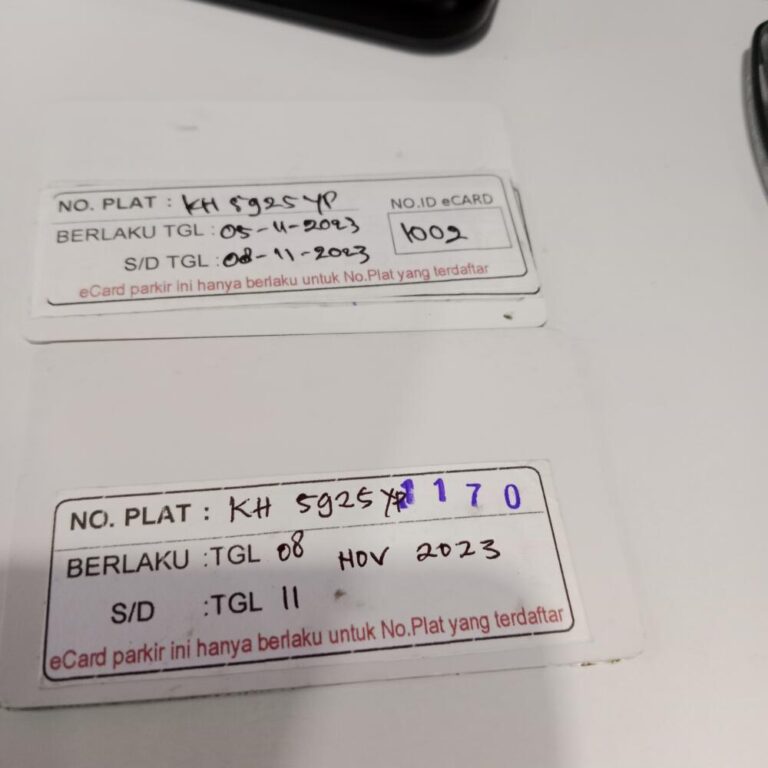 NO. PLAT : KH 5925 YP
NO.ID eCARD
BERLAKU TGL : 05-11-2023
1002
S/D TGL : 08-11-2023
eCard parkir ini hanya berlaku untuk No.Plat yang terdaftar
NO. PLAT : KH 5925 YP 1170
BERLAKU :TGL 08 NOV 2023
S/D :TGL 11
eCard parkir ini hanya berlaku untuk No.Plat yang terdaftar